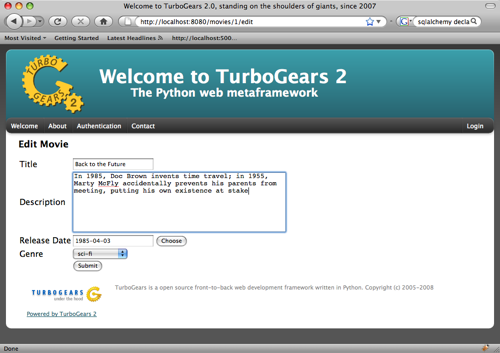 Welcome to TurboGears 2.0, standing on the shoulders of giants, since 2007
http://localhost:8080/movies/1/edit
sqlalchemy decla
Most Visited
Getting Started
Latest Headlines
http://localhost:500...
TURBO
GEARS
2
Welcome to TurboGears 2
The Python web metaframework
Welcome About Authentication Contact Login
Edit Movie
Title Back to the Future
In 1985, Doc Brown invents time travel; in 1955,
Marty McFly accidentally prevents his parents from
meeting, putting his own existence at stake
Description
Release Date 1985-04-03 Choose
Genre sci-fi
Submit
TURBOGEARS
under the hood
TurboGears is a open source front-to-back web development framework written in Python. Copyright (c) 2005-2008
Powered by TurboGears 2
Done